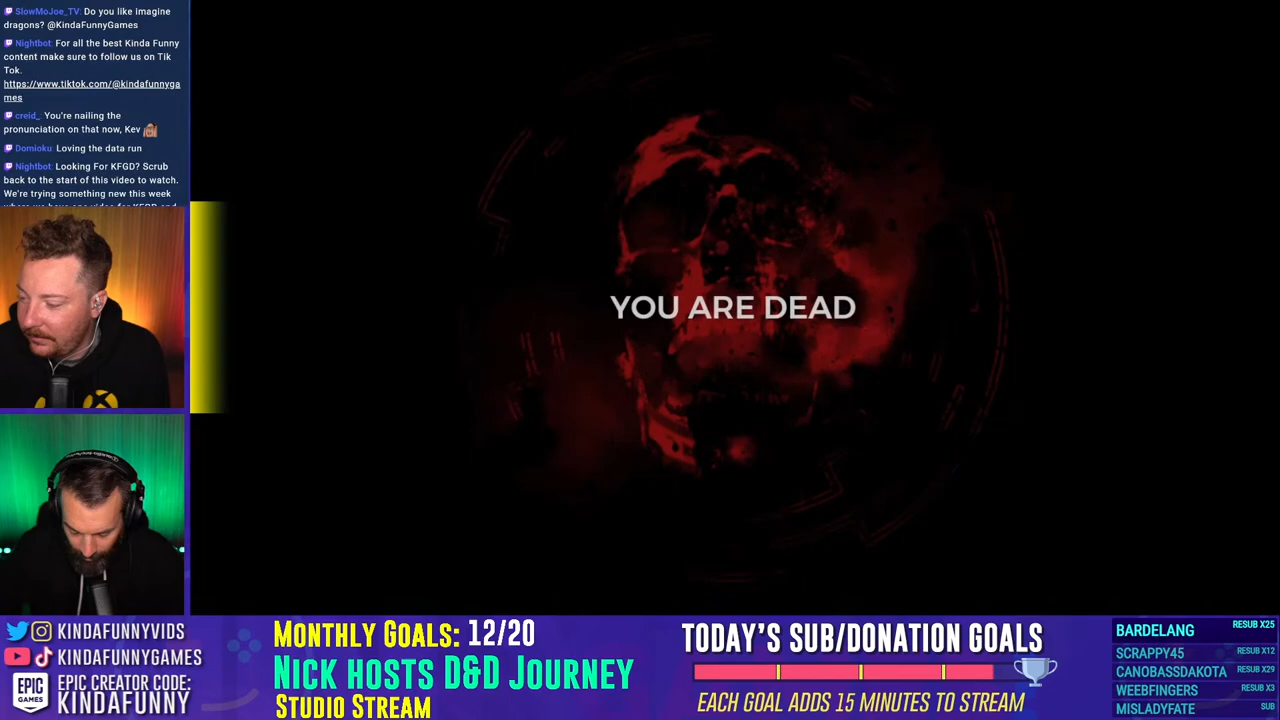 SlowMoJoe_TV: Do you like imagine
dragons? @KindaFunnyGames
Nightbot: For all the best Kinda Funny
content make sure to follow us on Tik
Tok.
https://www.tiktok.com/@kindafunnyga
mes
creid_ You're nailing the
pronunciation on that now, Kev
Domioku: Loving the data run
Nightbot: Looking For KFGD? Scrub
back to the start of this video to watch.
We're trying something new this week
YOU ARE DEAD
KINDAFUNNYVIDS
KINDAFUNNYGAMES
EPIC GAMES
EPIC CREATOR CODE:
KINDAFUNNY
MONTHLY GOALS: 12/20
NICK HOSTS D&D JOURNEY
STUDIO STREAM
TODAY'S SUB/DONATION GOALS
EACH GOAL ADDS 15 MINUTES TO STREAM
BARDELANG RESUB X25
SCRAPPY45 RESUB X12
CANOBASSDAKOTA RESUB X29
WEEBFINGERS RESUB X3
MISLADYFATE SUB